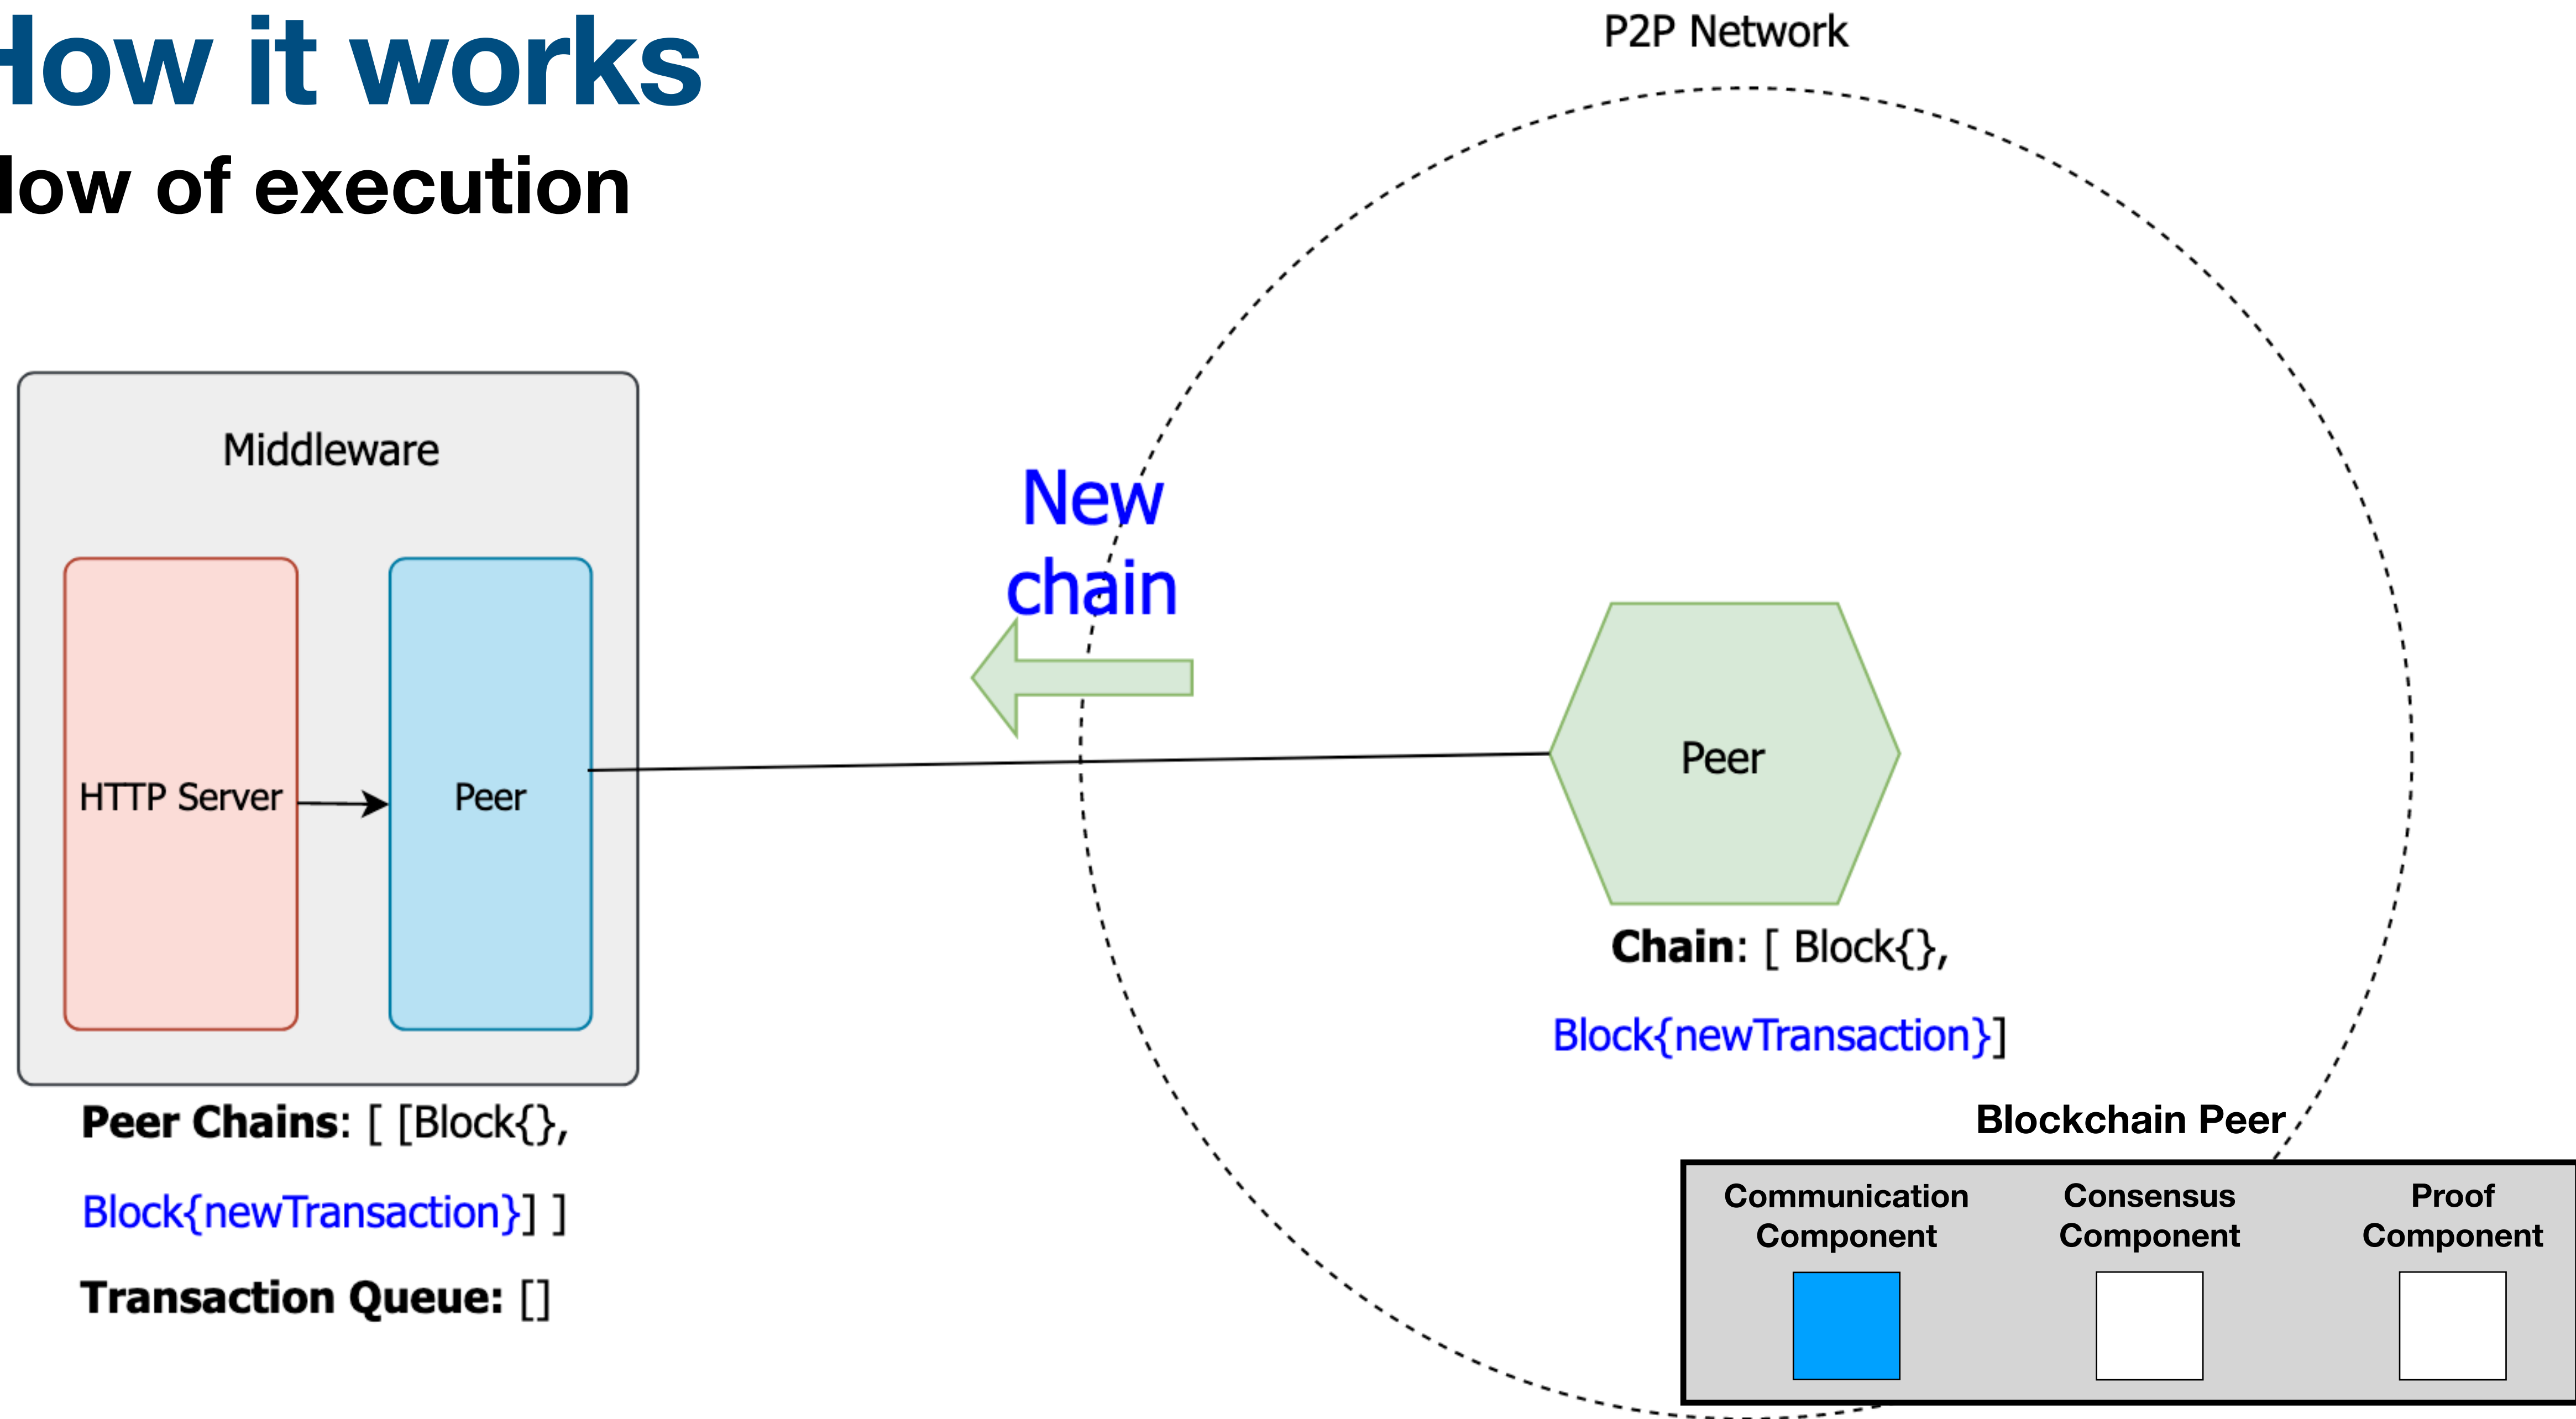 How it works
low of execution
P2P Network
Middleware
HTTP Server
Peer
New
chain
Peer
Chain: [ Block{},
Block{newTransaction}]
Peer Chains: [ [Block{},
Block{newTransaction}] ]
Transaction Queue: []
Blockchain Peer
Communication
Component
Consensus
Component
Proof
Component